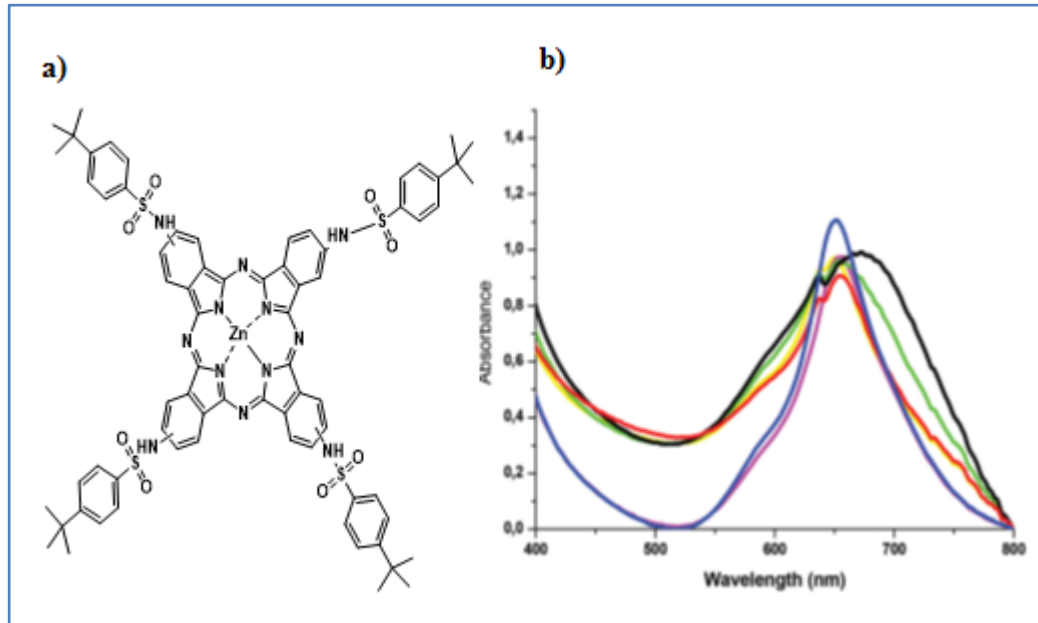 a)
b)
O
S
O
NH
HN
S
O
O
N
N
N
N
Zn
N
N
N
N
HN
O
S
O
NH
O
S
O
1,4
1,2
1,0
0,8
0,6
0,4
0,2
0,0
400
500
600
700
800
Absorbance
Wavelength (nm)